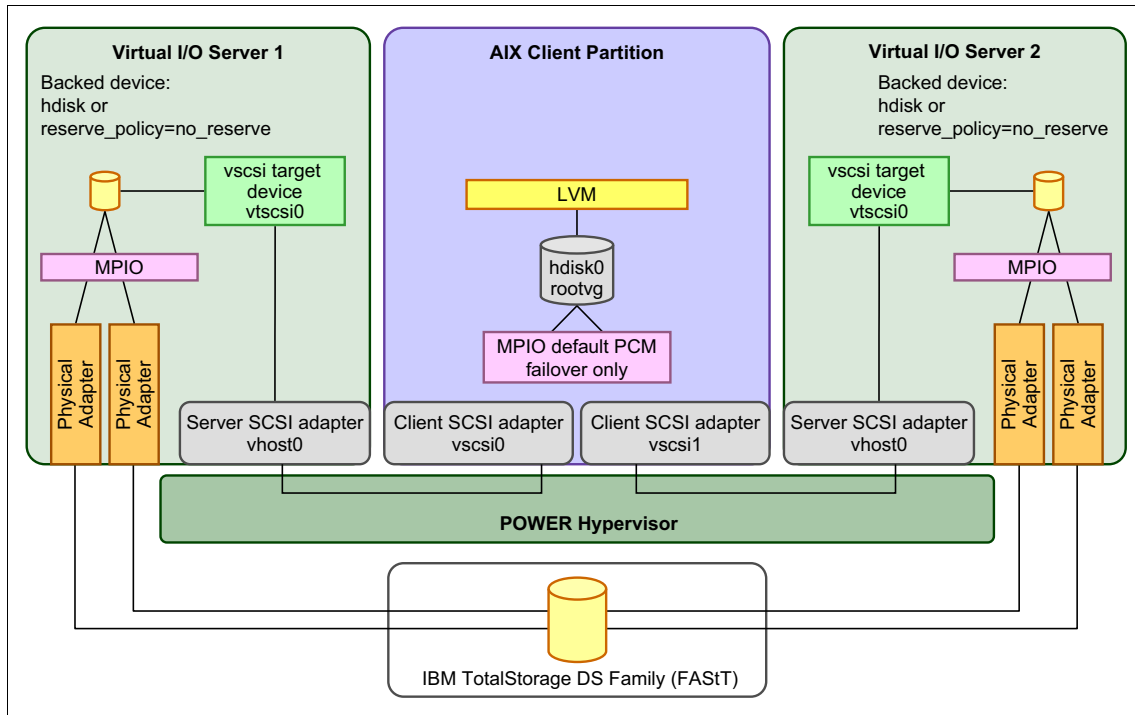 Virtual I/O Server 1
Backed device:
hdisk or
reserve_policy=no_reserve
vscsi target
device
vtscsi0
MPIO
Physical
Adapter
Physical
Adapter
Server SCSI adapter
vhost0
AIX Client Partition
LVM
hdisk0
rootvg
MPIO default PCM
failover only
Client SCSI adapter
vscsi0
Client SCSI adapter
vscsi1
Virtual I/O Server 2
Backed device:
hdisk or
reserve_policy=no_reserve
vscsi target
device
vtscsi0
MPIO
Server SCSI adapter
vhost0
Physical
Adapter
Physical
Adapter
POWER Hypervisor
IBM TotalStorage DS Family (FAStT)